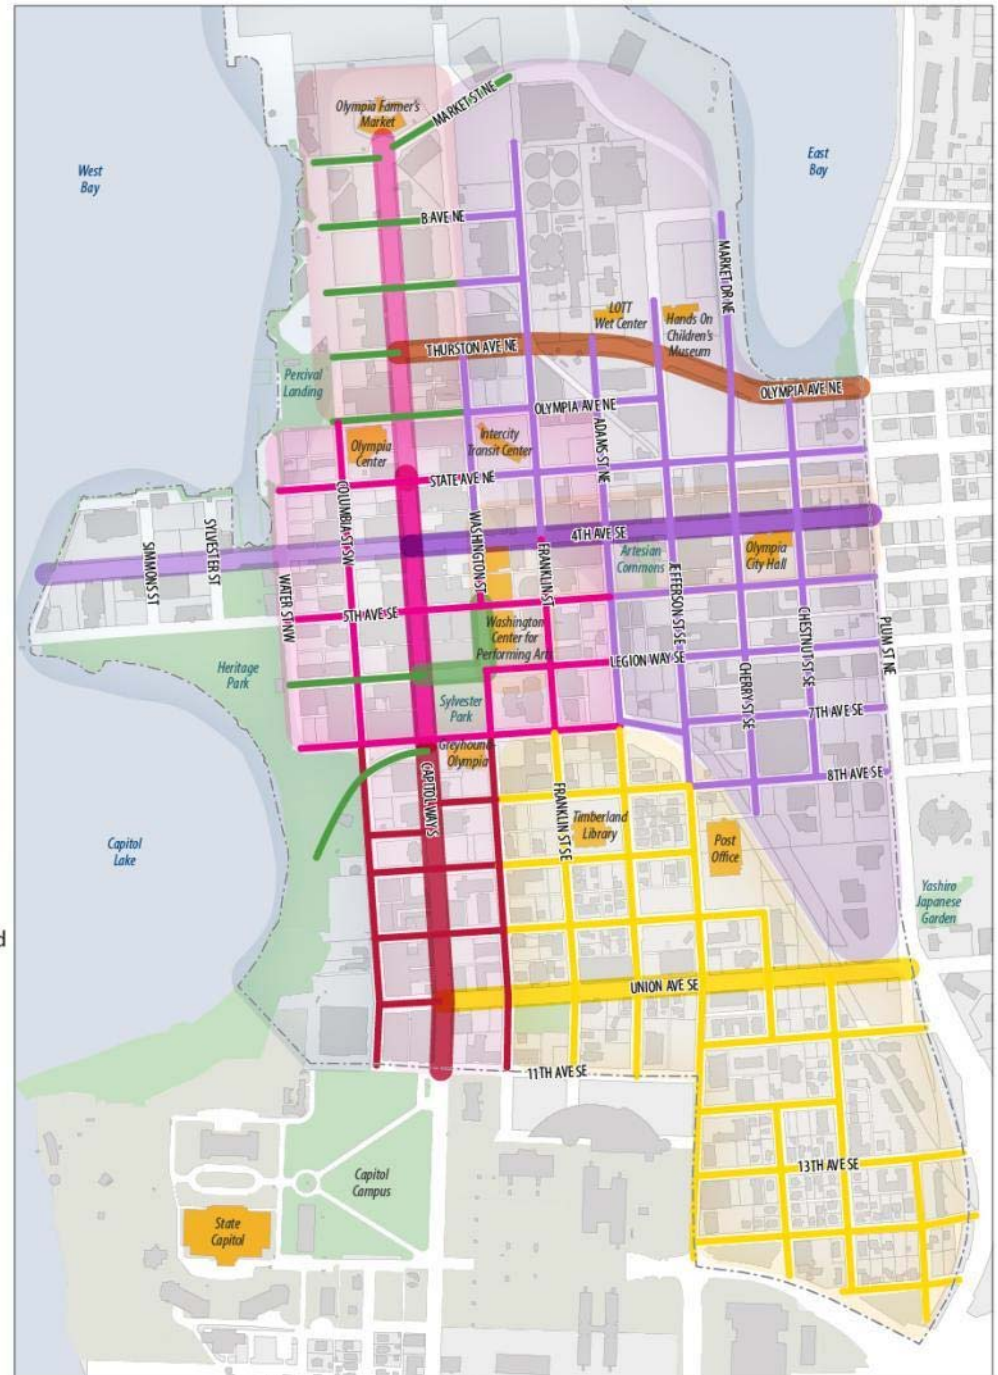 Olympia Farmer's
Market
MARKET ST NE
West
Bay
East
Bay
B AVE NE
MARKET DR NE
LOTT
Wet Center
Hands On
Children's
Museum
THURSTON AVE NE
Percival
Landing
OLYMPIA AVE NE
OLYMPIA AVE NE
ADAMS ST NE
Olympia
Center
Intercity
Transit Center
STATE AVE NE
COLUMBIA ST SW
WASHINGTON ST
4TH AVE SE
SIMMONS ST
SYLVESTER ST
WATER ST NW
FRANKLIN ST
Artesian
Commons
JEFFERSON ST SE
Olympia
City Hall
5TH AVE SE
CHESTNUT ST SE
PLUM ST NE
Washington
Center for
Performing Arts
LEGION WAY SE
CHERRY ST SE
Heritage
Park
Sylvester
Park
7TH AVE SE
Greyhound-
Olympia
CAPITOL WAY S
8TH AVE SE
FRANKLIN ST SE
Timberland
Library
Post
Office
Capitol
Lake
Yashiro
Japanese
Garden
d
UNION AVE SE
11TH AVE SE
13TH AVE SE
Capitol
Campus
State
Capitol